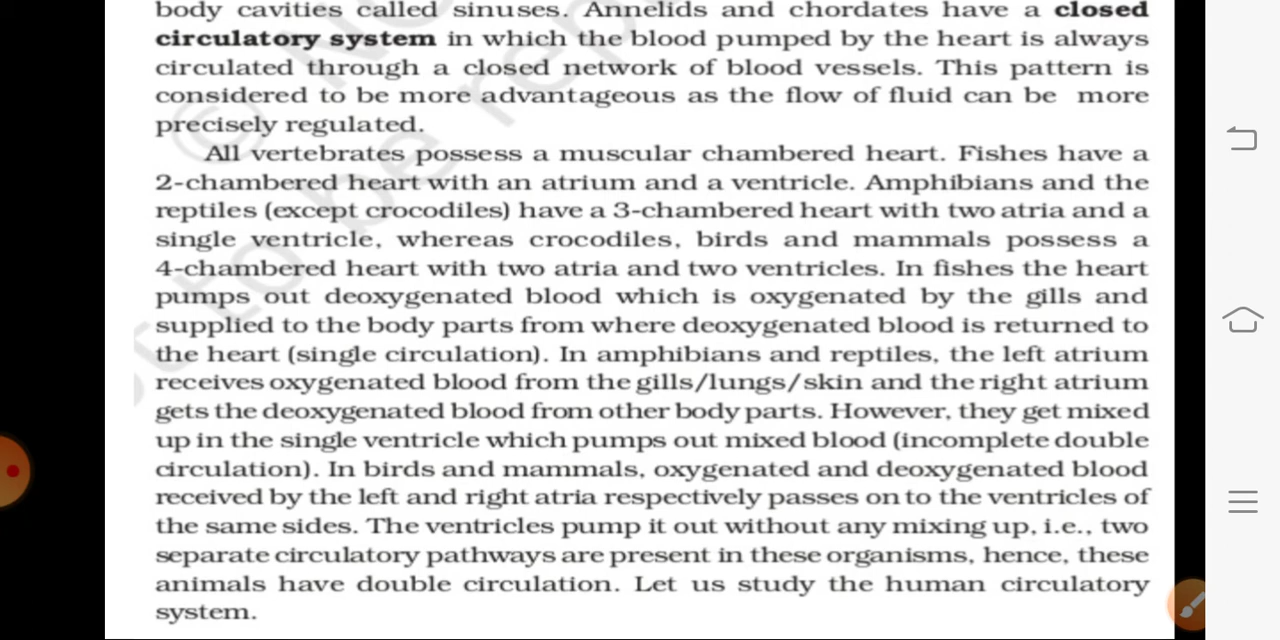 body cavities called sinuses. Annelids and chordates have a closed
circulatory system in which the blood pumped by the heart is always
circulated through a closed network of blood vessels. This pattern is
considered to be more advantageous as the flow of fluid can be more
precisely regulated.
All vertebrates possess a muscular chambered heart. Fishes have a
2-chambered heart with an atrium and a ventricle. Amphibians and the
reptiles (except crocodiles) have a 3-chambered heart with two atria and a
single ventricle, whereas crocodiles, birds and mammals possess a
4-chambered heart with two atria and two ventricles. In fishes the heart
pumps out deoxygenated blood which is oxygenated by the gills and
supplied to the body parts from where deoxygenated blood is returned to
the heart (single circulation). In amphibians and reptiles, the left atrium
receives oxygenated blood from the gills/lungs/skin and the right atrium
gets the deoxygenated blood from other body parts. However, they get mixed
up in the single ventricle which pumps out mixed blood (incomplete double
circulation). In birds and mammals, oxygenated and deoxygenated blood
received by the left and right atria respectively passes on to the ventricles of
the same sides. The ventricles pump it out without any mixing up, i.e., two
separate circulatory pathways are present in these organisms, hence, these
animals have double circulation. Let us study the human circulatory
system.